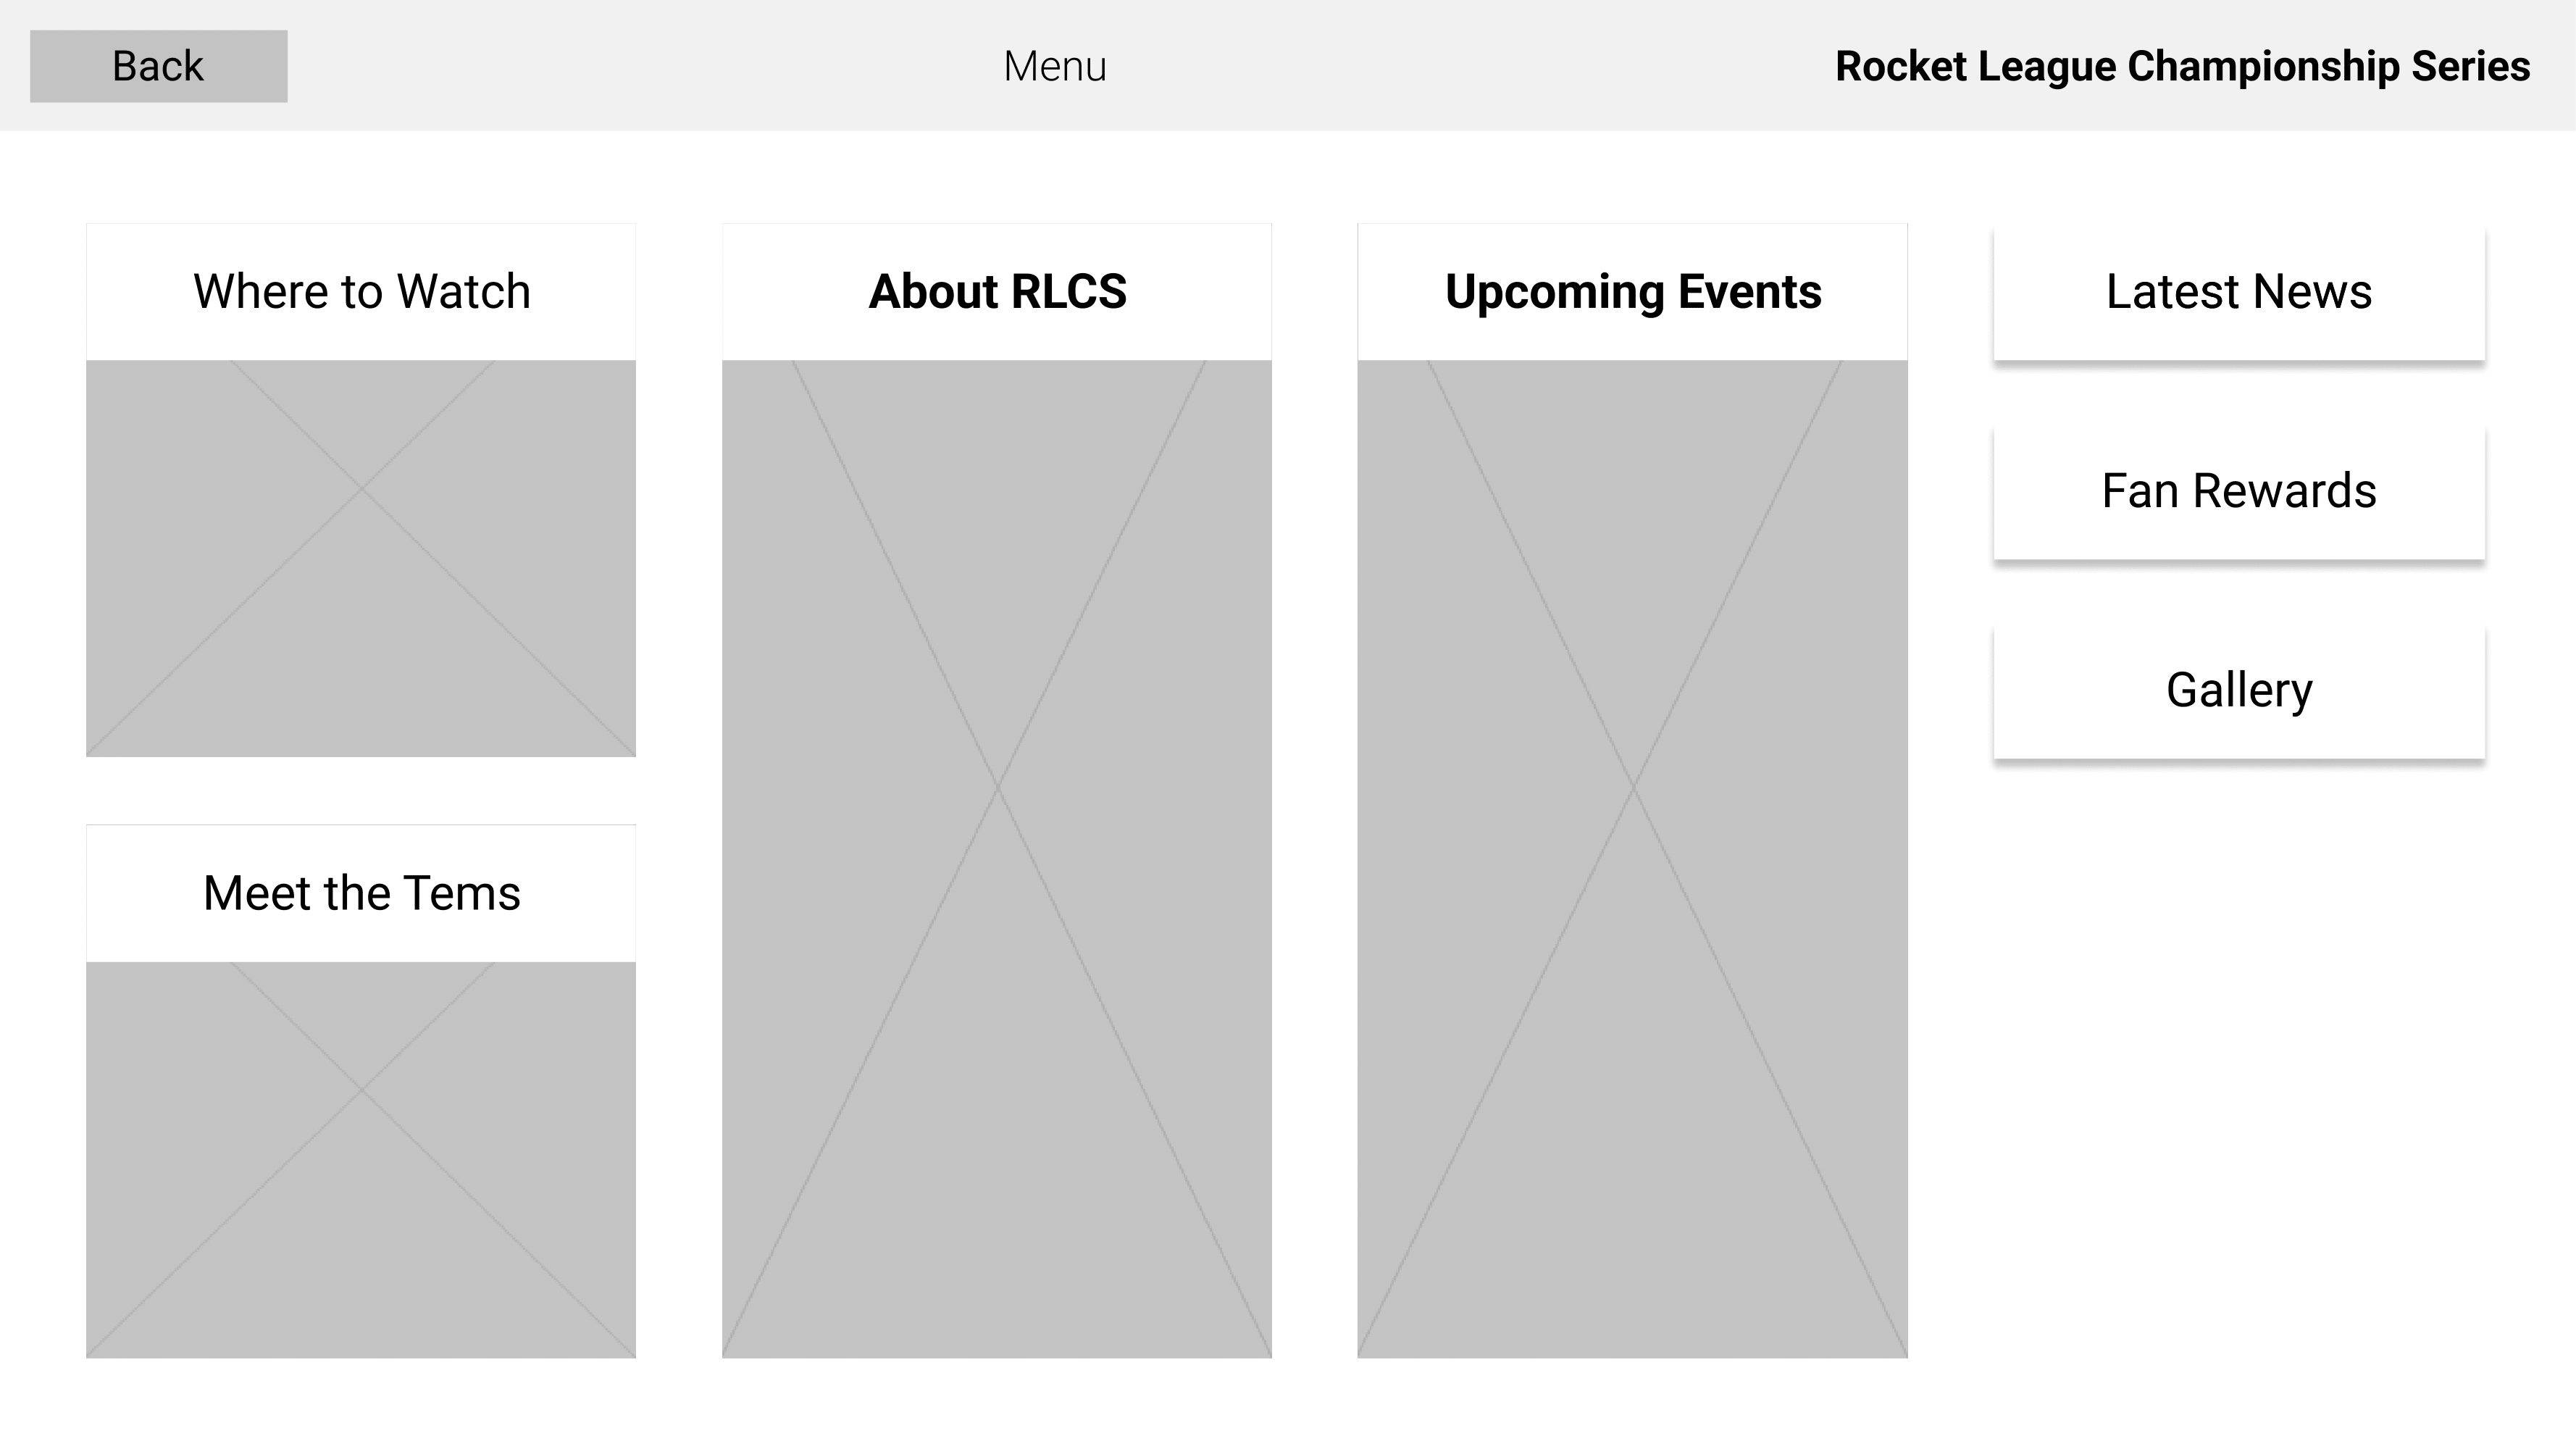 Back
Menu
Rocket League Championship Series
Where to Watch
About RLCS
Upcoming Events
Latest News
Fan Rewards
Gallery
Meet the Tems